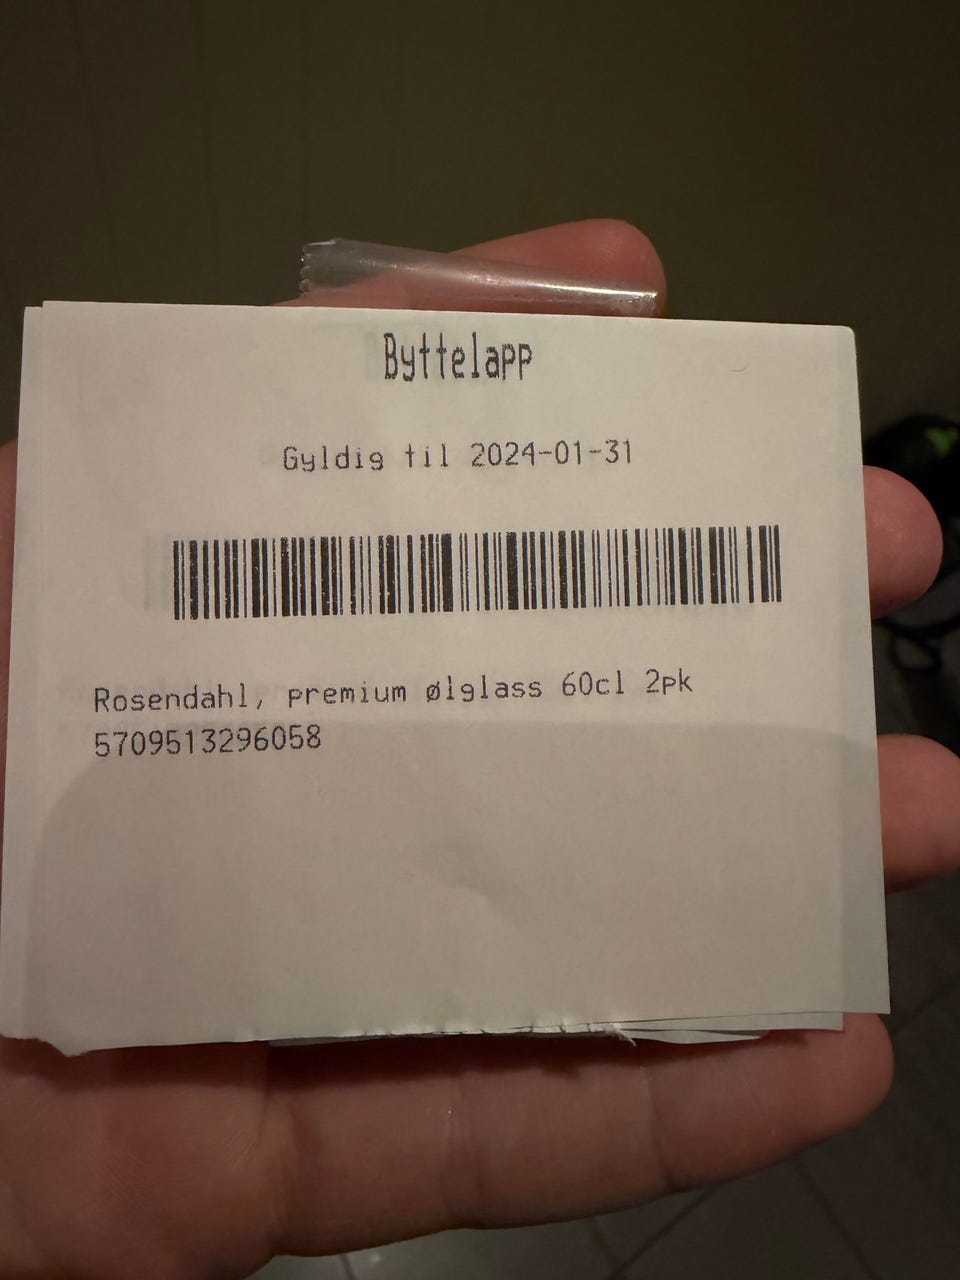 Byttelapp
Gyldig til 2024-01-31
Rosendahl, premium ølglass 60cl 2pk
5709513296058